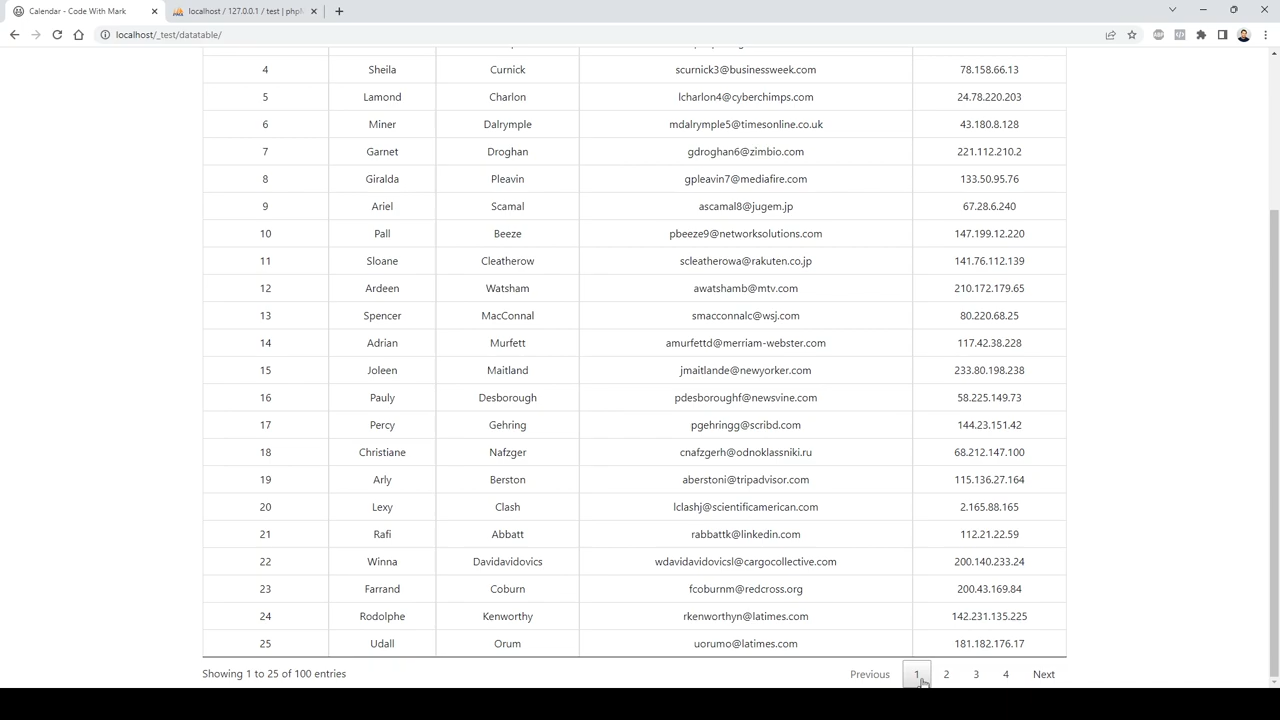 Calendar - Code With Mark
localhost / 127.0.0.1 / test | php
localhost/_test/datatable/
4 Sheila Curnick scurnick3@businessweek.com 78.158.66.13
5 Lamond Charlon lcharlon4@cyberchimps.com 24.78.220.203
6 Miner Dalrymple mdalrymple5@timesonline.co.uk 43.180.8.128
7 Garnet Droghan gdroghan6@zimbio.com 221.112.210.2
8 Giralda Pleavin gpleavin7@mediafire.com 133.50.95.76
9 Ariel Scamal ascamal8@jugem.jp 67.28.6.240
10 Pall Beeze pbeeze9@networksolutions.com 147.199.12.220
11 Sloane Cleatherow scleatherowa@rakuten.co.jp 141.76.112.139
12 Ardeen Watsham awatshamb@mtv.com 210.172.179.65
13 Spencer MacConnal smacconnalc@wsj.com 80.220.68.25
14 Adrian Murfett amurfettd@merriam-webster.com 117.42.38.228
15 Joleen Maitland jmaitlande@newyorker.com 233.80.198.238
16 Pauly Desborough pdesboroughf@newsvine.com 58.225.149.73
17 Percy Gehring pgehringg@scribd.com 144.23.151.42
18 Christiane Nafzger cnafzgerh@odnoklassniki.ru 68.212.147.100
19 Arly Berston aberstoni@tripadvisor.com 115.136.27.164
20 Lexy Clash lclashj@scientificamerican.com 2.165.88.165
21 Rafi Abbatt rabbattk@linkedin.com 112.21.22.59
22 Winna Davidavidovics wdavidavidovicsl@cargocollective.com 200.140.233.24
23 Farrand Coburn fcoburnm@redcross.org 200.43.169.84
24 Rodolphe Kenworthy rkenworthyn@latimes.com 142.231.135.225
25 Udall Orum uorumo@latimes.com 181.182.176.17
Showing 1 to 25 of 100 entries Previous 1 2 3 4 Next